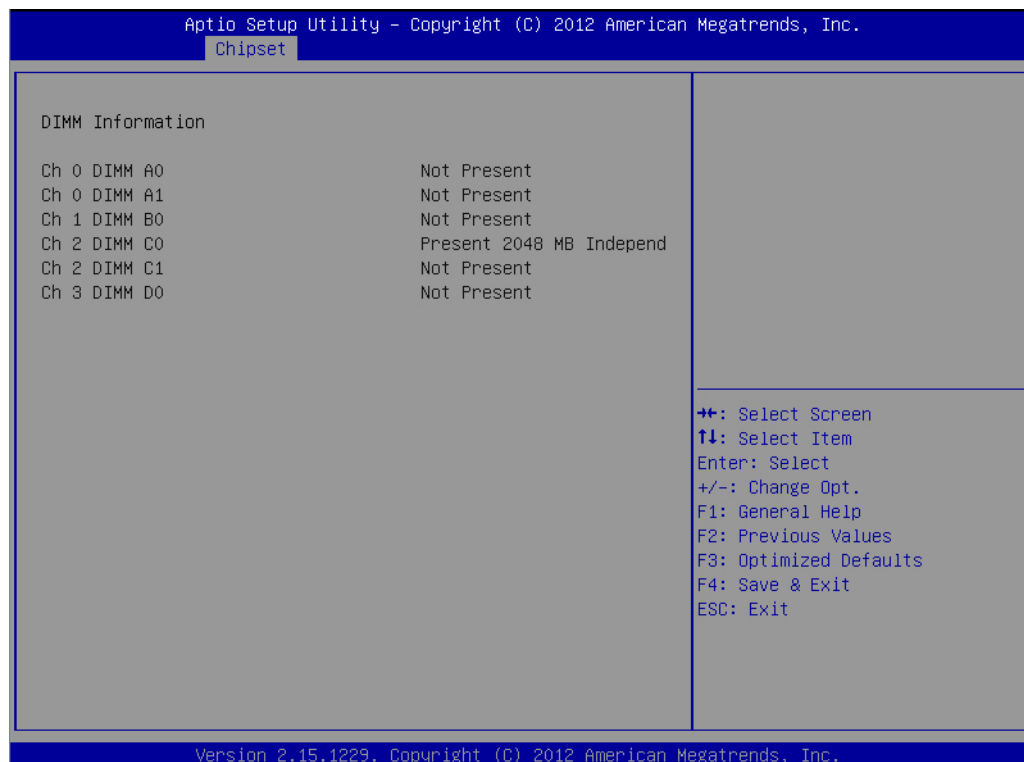 Aptio Setup Utility – Copyright (C) 2012 American Megatrends, Inc.
Chipset
DIMM Information
Ch 0 DIMM A0 Not Present
Ch 0 DIMM A1 Not Present
Ch 1 DIMM B0 Not Present
Ch 2 DIMM C0 Present 2048 MB Independ
Ch 2 DIMM C1 Not Present
Ch 3 DIMM D0 Not Present
→←: Select Screen
↑↓: Select Item
Enter: Select
+/-: Change Opt.
F1: General Help
F2: Previous Values
F3: Optimized Defaults
F4: Save & Exit
ESC: Exit
Version 2.15.1229. Copyright (C) 2012 American Megatrends, Inc.